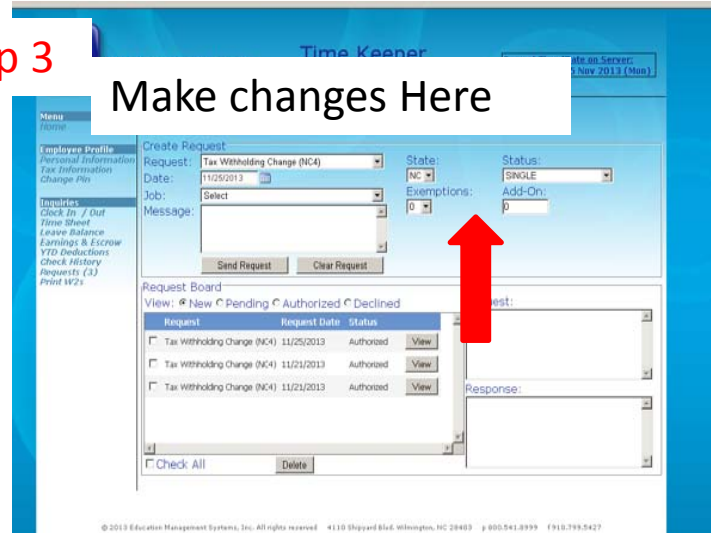 p 3
Time Keeper
ate on Server:
5 Nov 2013 (Mon)
Make changes Here
Menu
Home
Employee Profile
Personal Information
Tax Information
Change Pin
Inquiries
Clock In / Out
Time Sheet
Leave Balance
Earnings & Escrow
YTD Deductions
Check History
Requests (3)
Print W2s
Create Request
Request: Tax Withholding Change (NC4)
State:
Status:
Date: 11/25/2013
NC
SINGLE
Job: Select
Exemptions:
Add-On:
Message:
0
0
Send Request
Clear Request
Request Board
View: New Pending Authorized Declined
est:
Request Request Date Status
Tax Withholding Change (NC4) 11/25/2013 Authorized View
Tax Withholding Change (NC4) 11/21/2013 Authorized View
Tax Withholding Change (NC4) 11/21/2013 Authorized View
Response:
Check All
Delete
© 2013 Education Management Systems, Inc. All rights reserved 4110 Shipyard Blvd. Wilmington, NC 28403 p 800.541.8999 f 910.799.5427